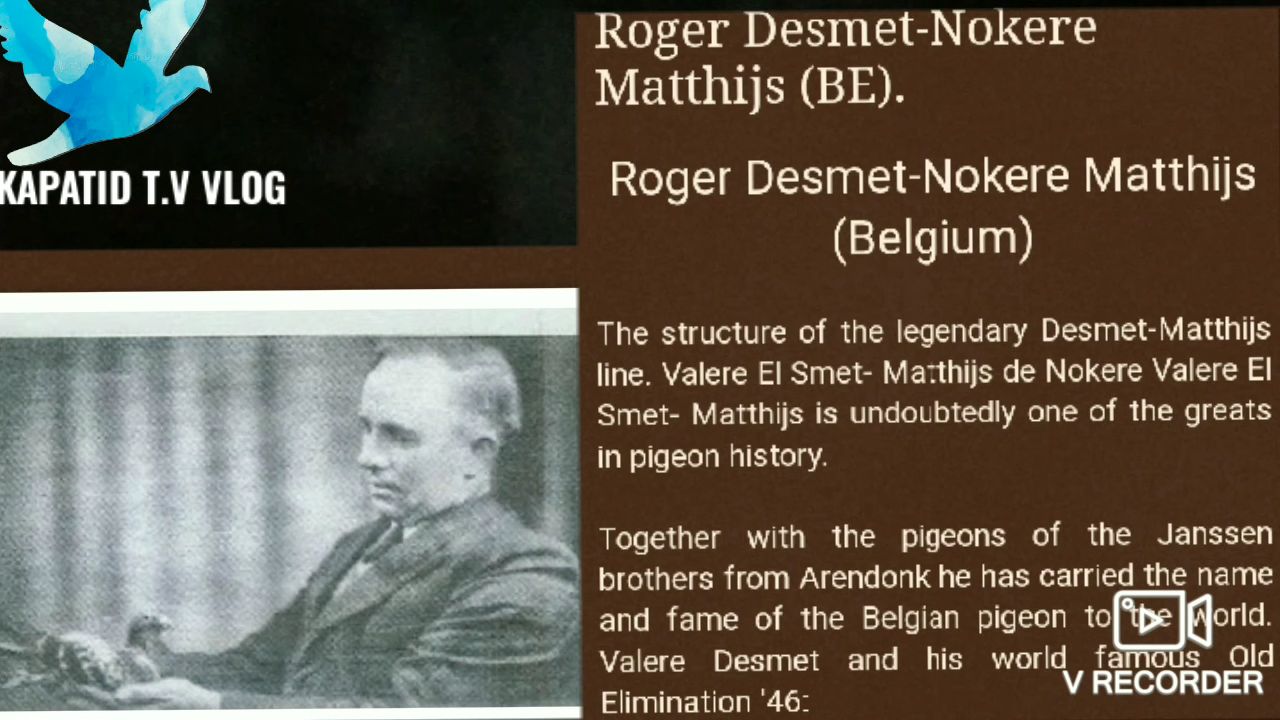 KAPATID T.V VLOG
Roger Desmet-Nokere
Matthijs (BE).
Roger Desmet-Nokere Matthijs
(Belgium)
The structure of the legendary Desmet-Matthijs
line. Valere El Smet- Matthijs de Nokere Valere El
Smet- Matthijs is undoubtedly one of the greats
in pigeon history.
Together with the pigeons of the Janssen
brothers from Arendonk he has carried the name
and fame of the Belgian pigeon to the world.
Valere Desmet and his world famous Old
Elimination '46:
V RECORDER